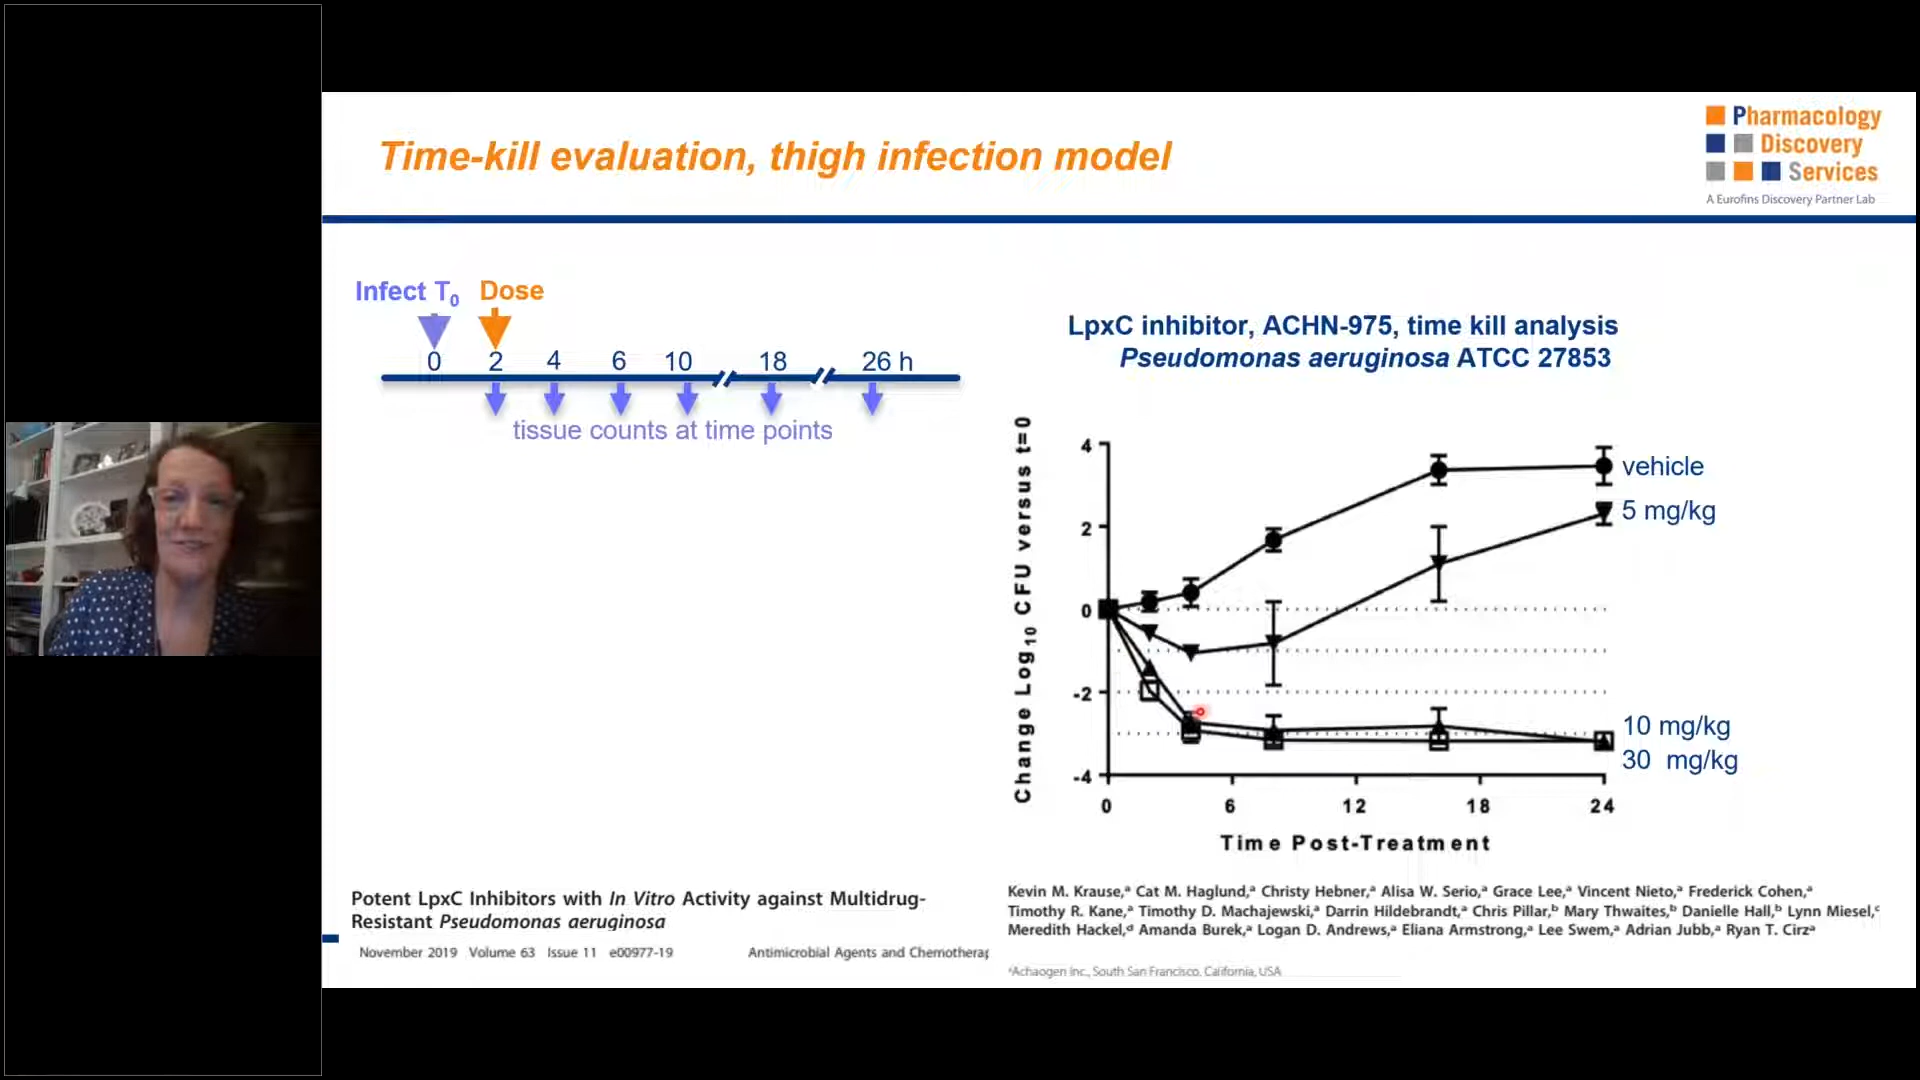 Time-kill evaluation, thigh infection model
Pharmacology
Discovery
Services
A Eurofins Discovery Partner Lab
Infect T0 Dose
0 2 4 6 10 18 26 h
tissue counts at time points
LpxC inhibitor, ACHN-975, time kill analysis
Pseudomonas aeruginosa ATCC 27853
Change Log10 CFU versus t=0
4
2
0
-2
-4
vehicle
5 mg/kg
10 mg/kg
30 mg/kg
0 6 12 18 24
Time Post-Treatment
Potent LpxC Inhibitors with In Vitro Activity against Multidrug-
Resistant Pseudomonas aeruginosa
November 2019 Volume 63 Issue 11 e00977-19 Antimicrobial Agents and Chemotherap
Kevin M. Krause,a Cat M. Haglund,a Christy Hebner,a Alisa W. Serio,a Grace Lee,a Vincent Nieto,a Frederick Cohen,a
Timothy R. Kane,a Timothy D. Machajewski,a Darrin Hildebrandt,a Chris Pillar,b Mary Thwaites,b Danielle Hall,b Lynn Miesel,c
Meredith Hackel,d Amanda Burek,a Logan D. Andrews,a Eliana Armstrong,a Lee Swem,a Adrian Jubb,a Ryan T. Cirza
aAchaogen Inc., South San Francisco, California, USA